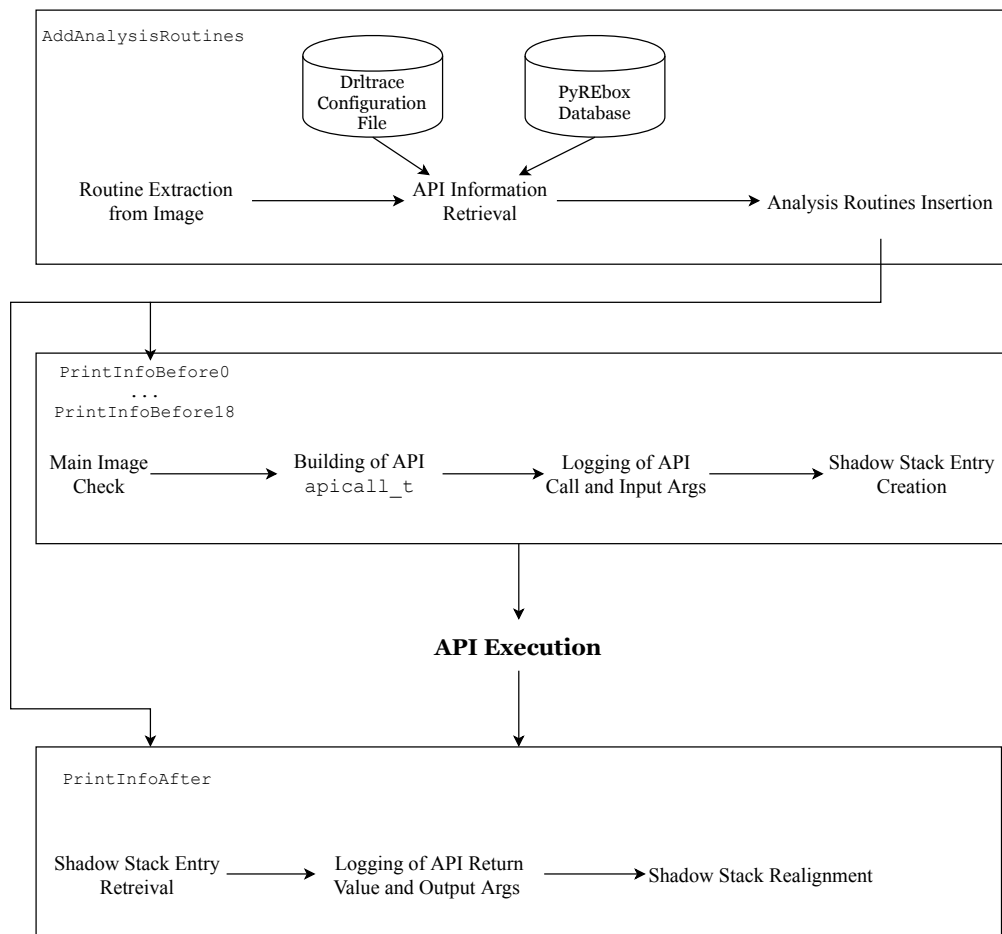 AddAnalysisRoutines
Drltrace
Configuration
File
PyREbox
Database
Routine Extraction
from Image
API Information
Retrieval
Analysis Routines Insertion
PrintInfoBefore0
...
PrintInfoBefore18
Main Image
Check
Building of API
apicall_t
Logging of API
Call and Input Args
Shadow Stack Entry
Creation
API Execution
PrintInfoAfter
Shadow Stack Entry
Retreival
Logging of API Return
Value and Output Args
Shadow Stack Realignment